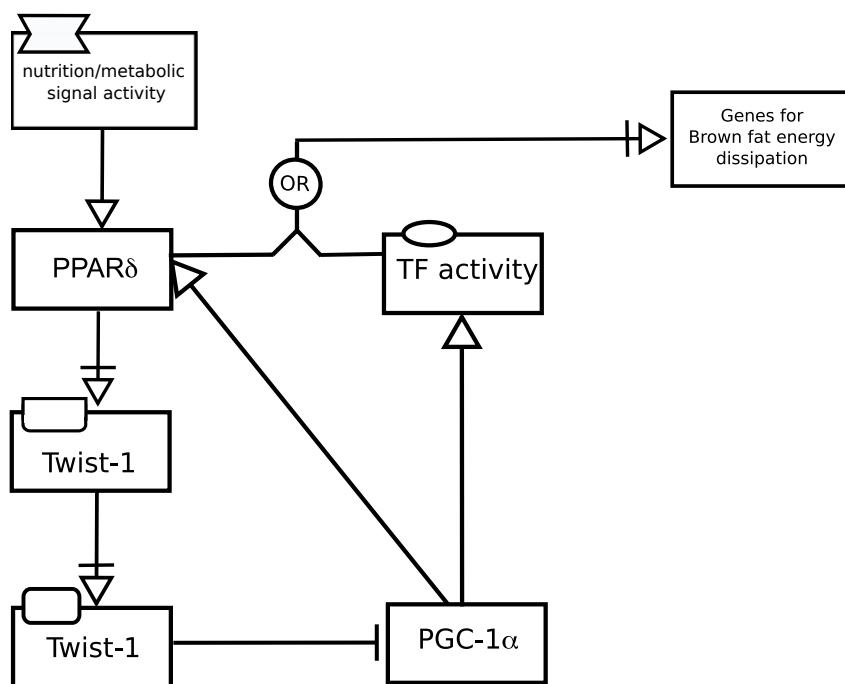 nutrition/metabolic
signal activity
Genes for
Brown fat energy
dissipation
OR
PPARδ
TF activity
Twist-1
Twist-1
PGC-1α